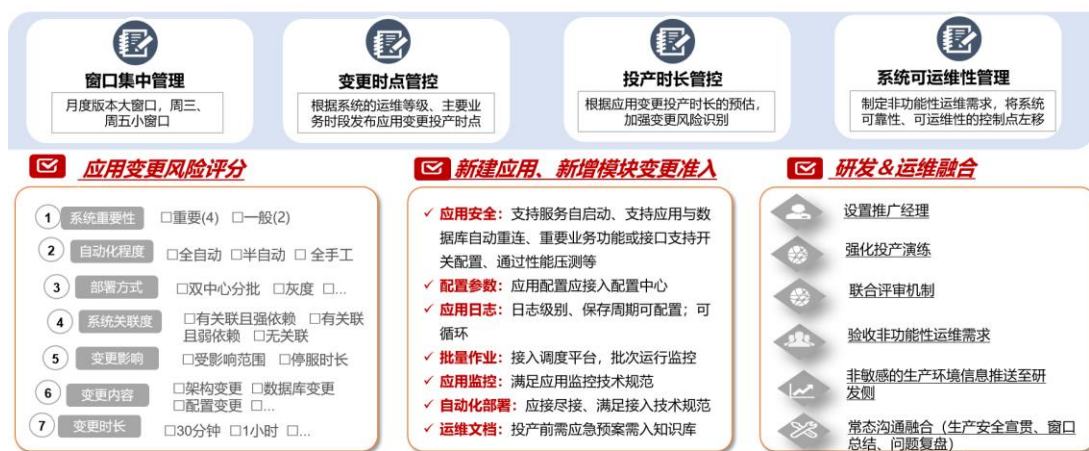 窗口集中管理
月度版本大窗口，周三、
周五小窗口
变更时点管控
根据系统的运维等级、主要业
务时段发布应用变更投产时点
投产时长管控
根据应用变更投产时长的预估，
加强变更风险识别
系统可运维性管理
制定非功能性运维需求，将系统
可靠性、可运维性的控制点左移
应用变更风险评分
1 系统重要性 □重要(4) □一般(2)
2 自动化程度 □全自动 □半自动 □ 全手工
3 部署方式 □双中心分批 □灰度 □...
4 系统关联度 □有关联且强依赖 □有关联
且弱依赖 □无关联
5 变更影响 □受影响范围 □停服时长
6 变更内容 □架构变更 □数据库变更
□配置变更 □...
7 变更时长 □30分钟 □1小时 □...
新建应用、新增模块变更准入
✓ 应用安全：支持服务自启动、支持应用与数
据库自动重连、重要业务功能或接口支持开
关配置、通过性能压测等
✓ 配置参数：应用配置应接入配置中心
✓ 应用日志：日志级别、保存周期可配置；可
循环
✓ 批量作业：接入调度平台，批次运行监控
✓ 应用监控：满足应用监控技术规范
✓ 自动化部署：应接尽接、满足接入技术规范
✓ 运维文档：投产前需应急预案需入知识库
研发＆运维融合
设置推广经理
强化投产演练
联合评审机制
验收非功能性运维需求
非敏感的生产环境信息推送至研
发侧
常态沟通融合（生产安全宣贯、窗口
总结、问题复盘）